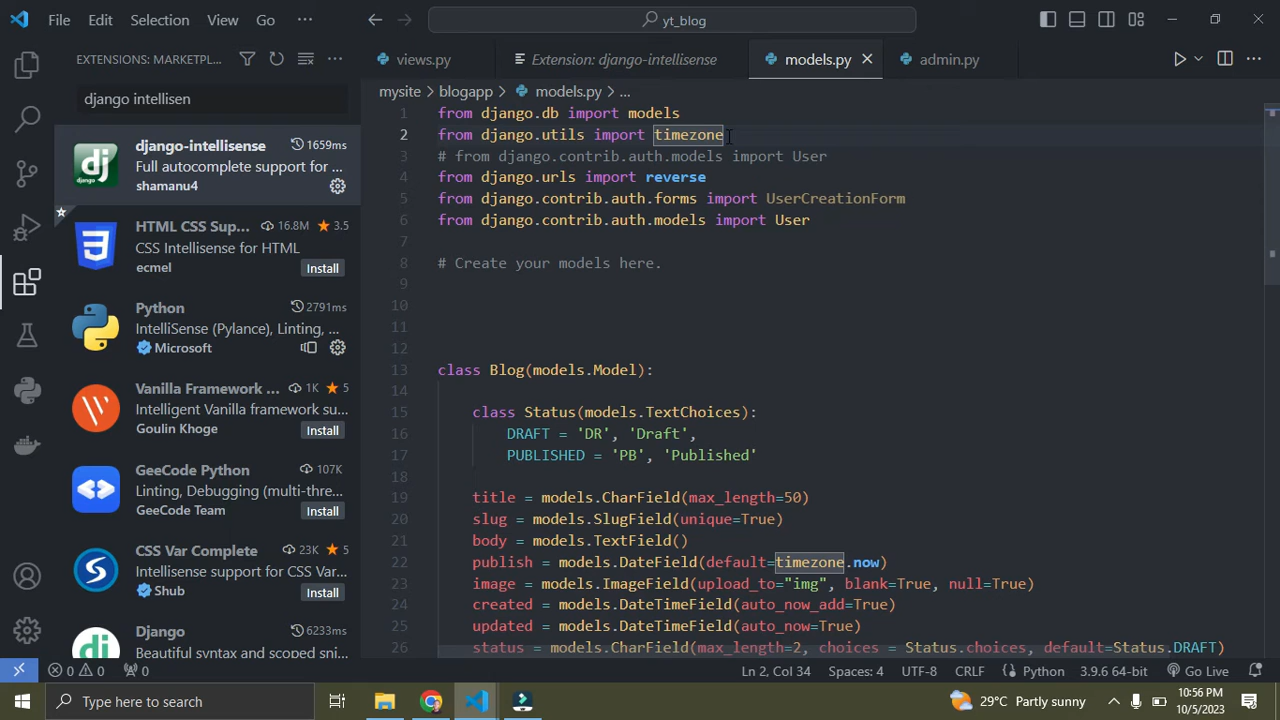 File Edit Selection View Go ···
yt_blog
EXTENSIONS: MARKETPL...
django intellisen
django-intellisense 1659ms
Full autocomplete support for ...
shamanu4
HTML CSS Sup... 16.8M 3.5
CSS Intellisense for HTML
ecmel Install
Python 2791ms
IntelliSense (Pylance), Linting, ...
Microsoft
Vanilla Framework ... 1K 5
Intelligent Vanilla framework su...
Goulin Khoge Install
GeeCode Python 107K
Linting, Debugging (multi-thre...
GeeCode Team Install
CSS Var Complete 23K 5
Intellisense support for CSS Var...
Shub Install
Django 6233ms
Beautiful syntax and scoped sni...
views.py Extension: django-intellisense models.py admin.py
mysite > blogapp > models.py > ...
1 from django.db import models
2 from django.utils import timezone
3 # from django.contrib.auth.models import User
4 from django.urls import reverse
5 from django.contrib.auth.forms import UserCreationForm
6 from django.contrib.auth.models import User
7
8 # Create your models here.
9
10
11
12
13 class Blog(models.Model):
14
15 class Status(models.TextChoices):
16 DRAFT = 'DR', 'Draft',
17 PUBLISHED = 'PB', 'Published'
18
19 title = models.CharField(max_length=50)
20 slug = models.SlugField(unique=True)
21 body = models.TextField()
22 publish = models.DateField(default=timezone.now)
23 image = models.ImageField(upload_to="img", blank=True, null=True)
24 created = models.DateTimeField(auto_now_add=True)
25 updated = models.DateTimeField(auto_now=True)
26 status = models.CharField(max_length=2, choices = Status.choices, default=Status.DRAFT)
0 0 0 Ln 2, Col 34 Spaces: 4 UTF-8 CRLF Python 3.9.6 64-bit Go Live
Type here to search 29°C Partly sunny 10:56 PM
10/5/2023